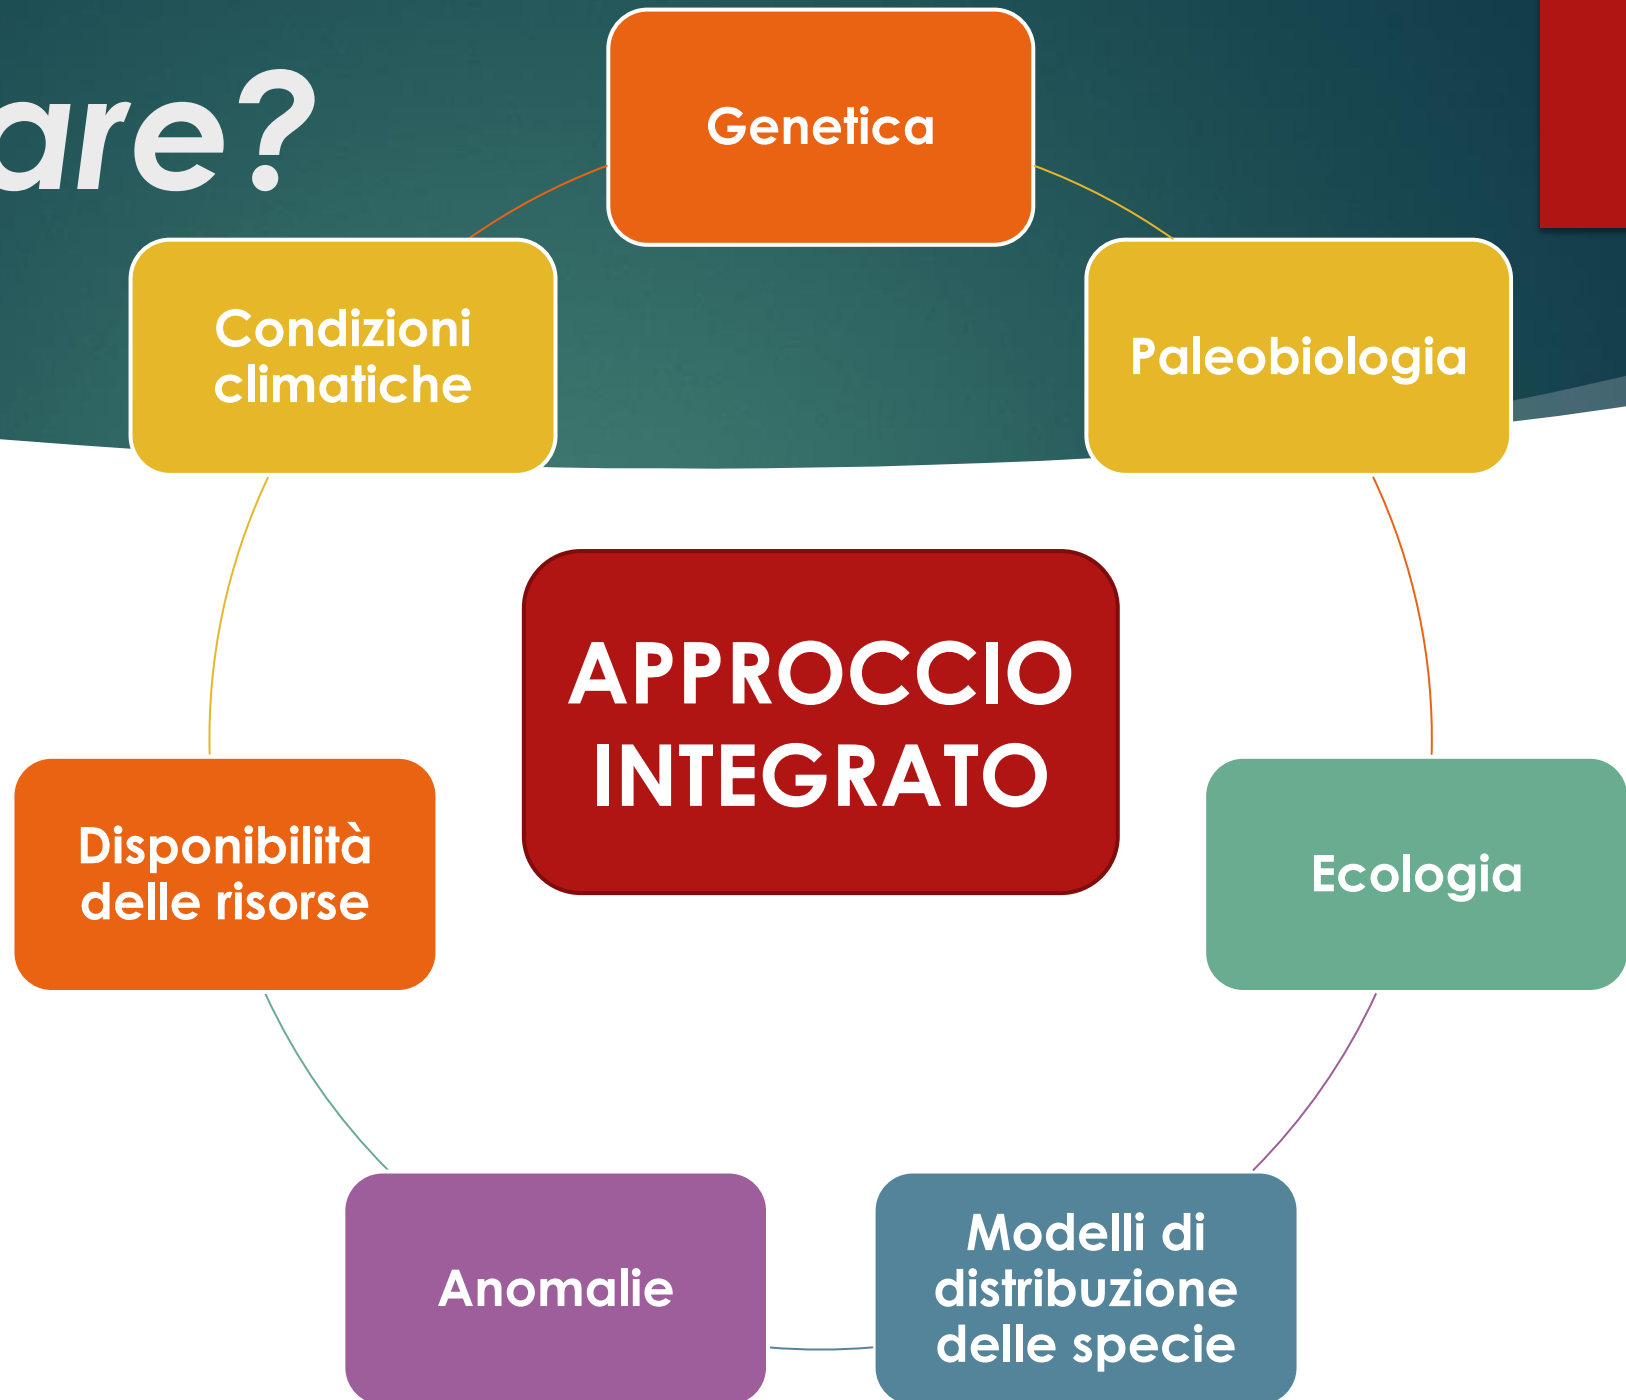 are?
Genetica
Condizioni
climatiche
Paleobiologia
APPROCCIO
INTEGRATO
Disponibilità
delle risorse
Ecologia
Anomalie
Modelli di
distribuzione
delle specie